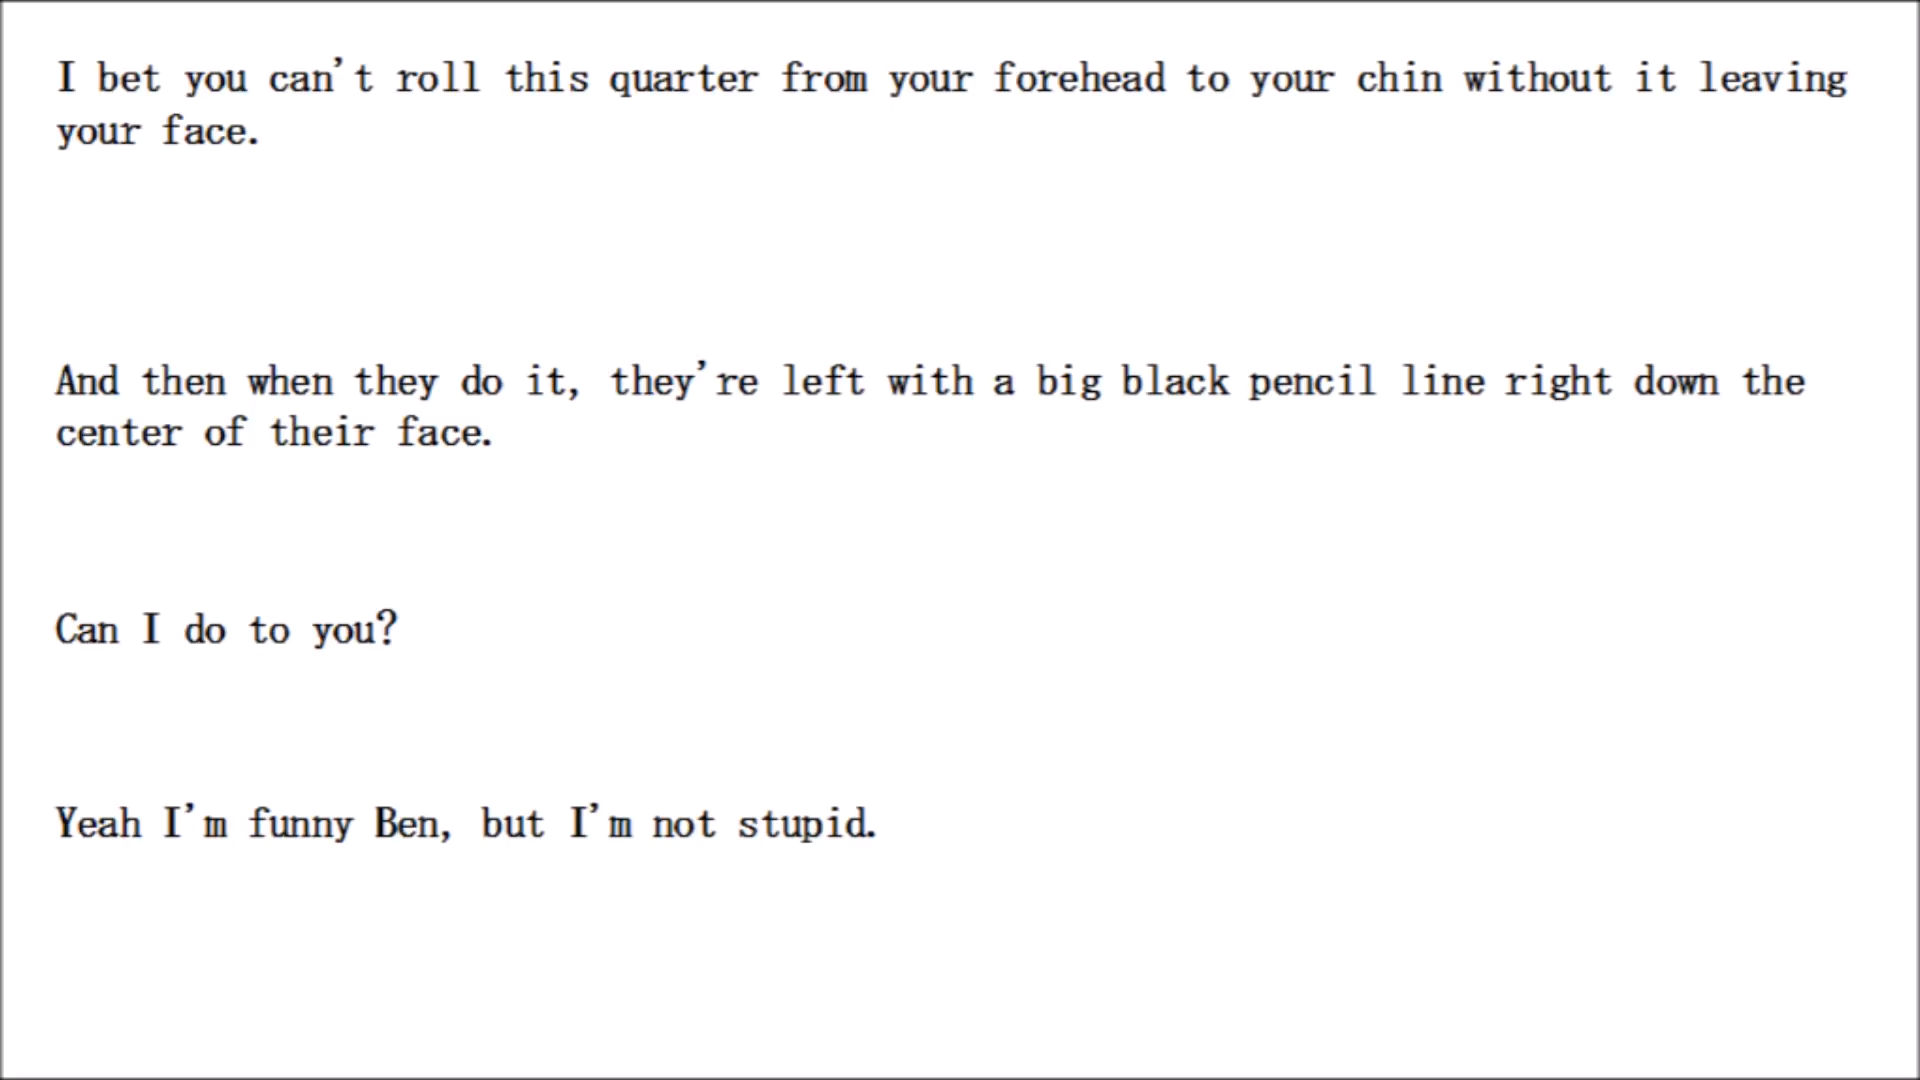 I bet you can't roll this quarter from your forehead to your chin without it leaving
your face.
And then when they do it, they're left with a big black pencil line right down the
center of their face.
Can I do to you?
Yeah I'm funny Ben, but I'm not stupid.